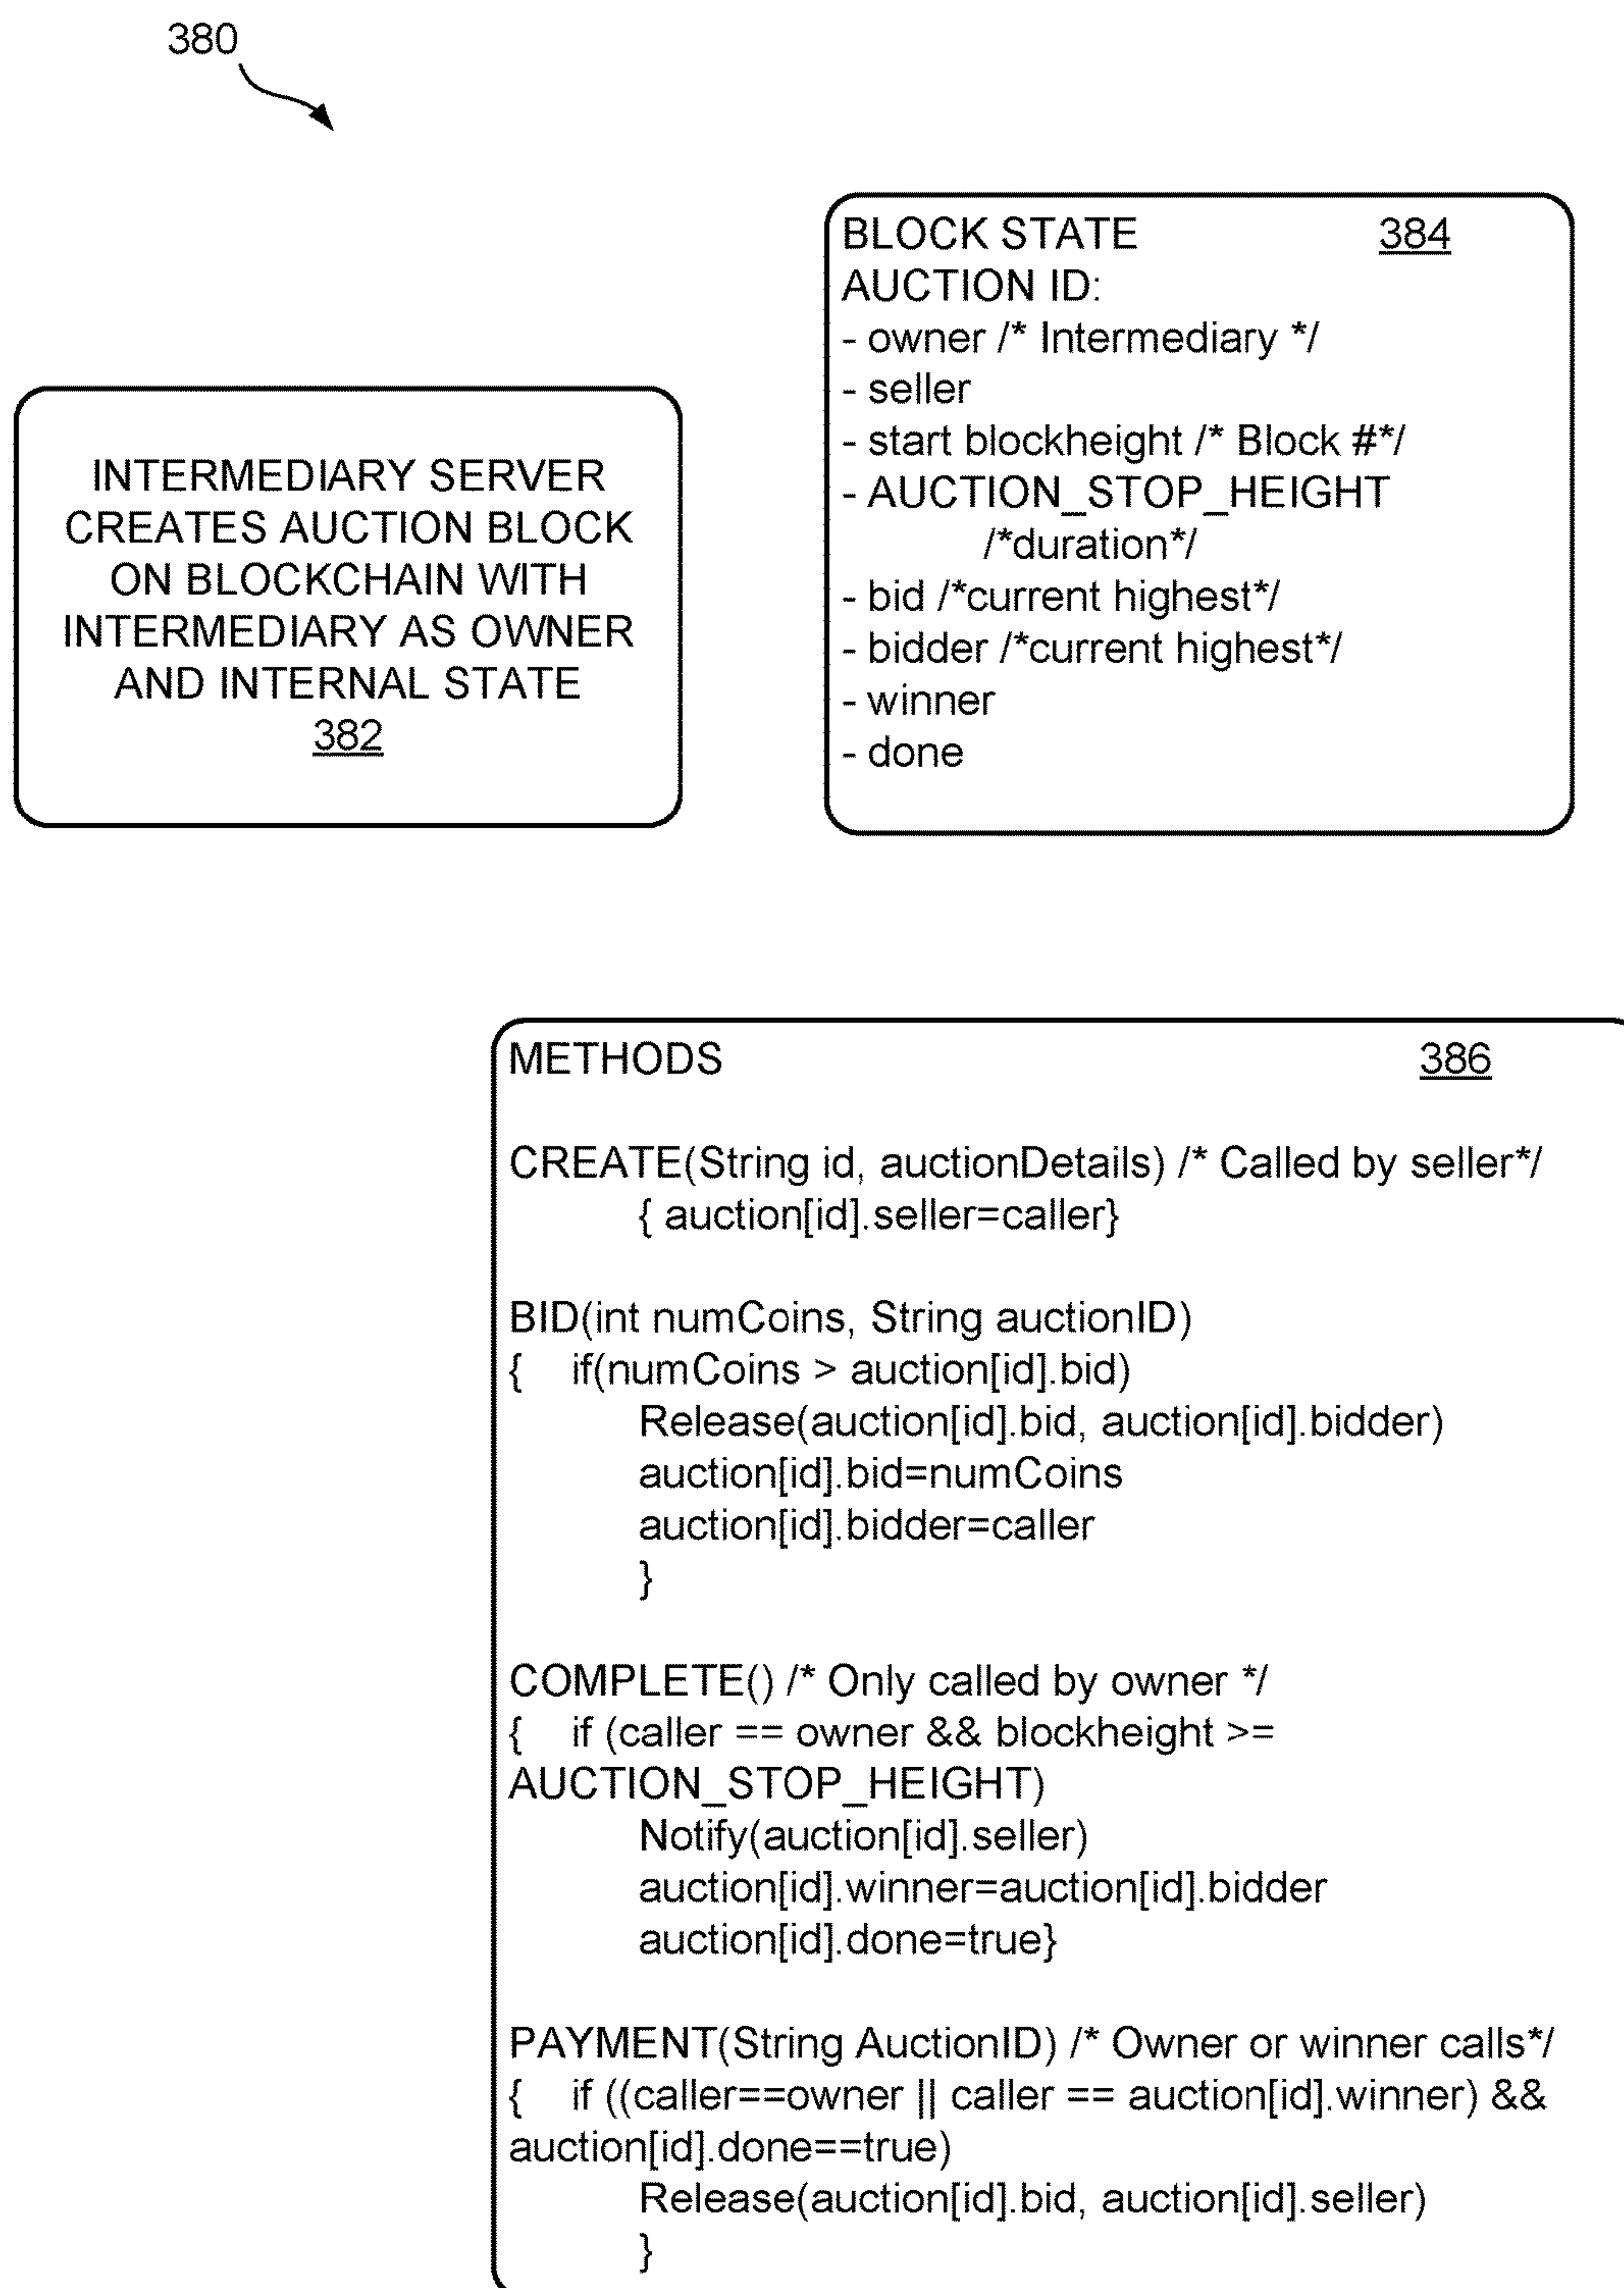 380
BLOCK STATE 384
AUCTION ID:
- owner /* Intermediary */
- seller
- start blockheight /* Block #*/
- AUCTION_STOP_HEIGHT
/*duration*/
- bid /*current highest*/
- bidder /*current highest*/
- winner
- done
INTERMEDIARY SERVER
CREATES AUCTION BLOCK
ON BLOCKCHAIN WITH
INTERMEDIARY AS OWNER
AND INTERNAL STATE
382
METHODS 386
CREATE(String id, auctionDetails) /* Called by seller*/
{ auction[id].seller=caller}
BID(int numCoins, String auctionID)
{ if(numCoins > auction[id].bid)
Release(auction[id].bid, auction[id].bidder)
auction[id].bid=numCoins
auction[id].bidder=caller
}
COMPLETE() /* Only called by owner */
{ if (caller == owner && blockheight >=
AUCTION_STOP_HEIGHT)
Notify(auction[id].seller)
auction[id].winner=auction[id].bidder
auction[id].done=true}
PAYMENT(String AuctionID) /* Owner or winner calls*/
{ if ((caller==owner || caller == auction[id].winner) &&
auction[id].done==true)
Release(auction[id].bid, auction[id].seller)
}